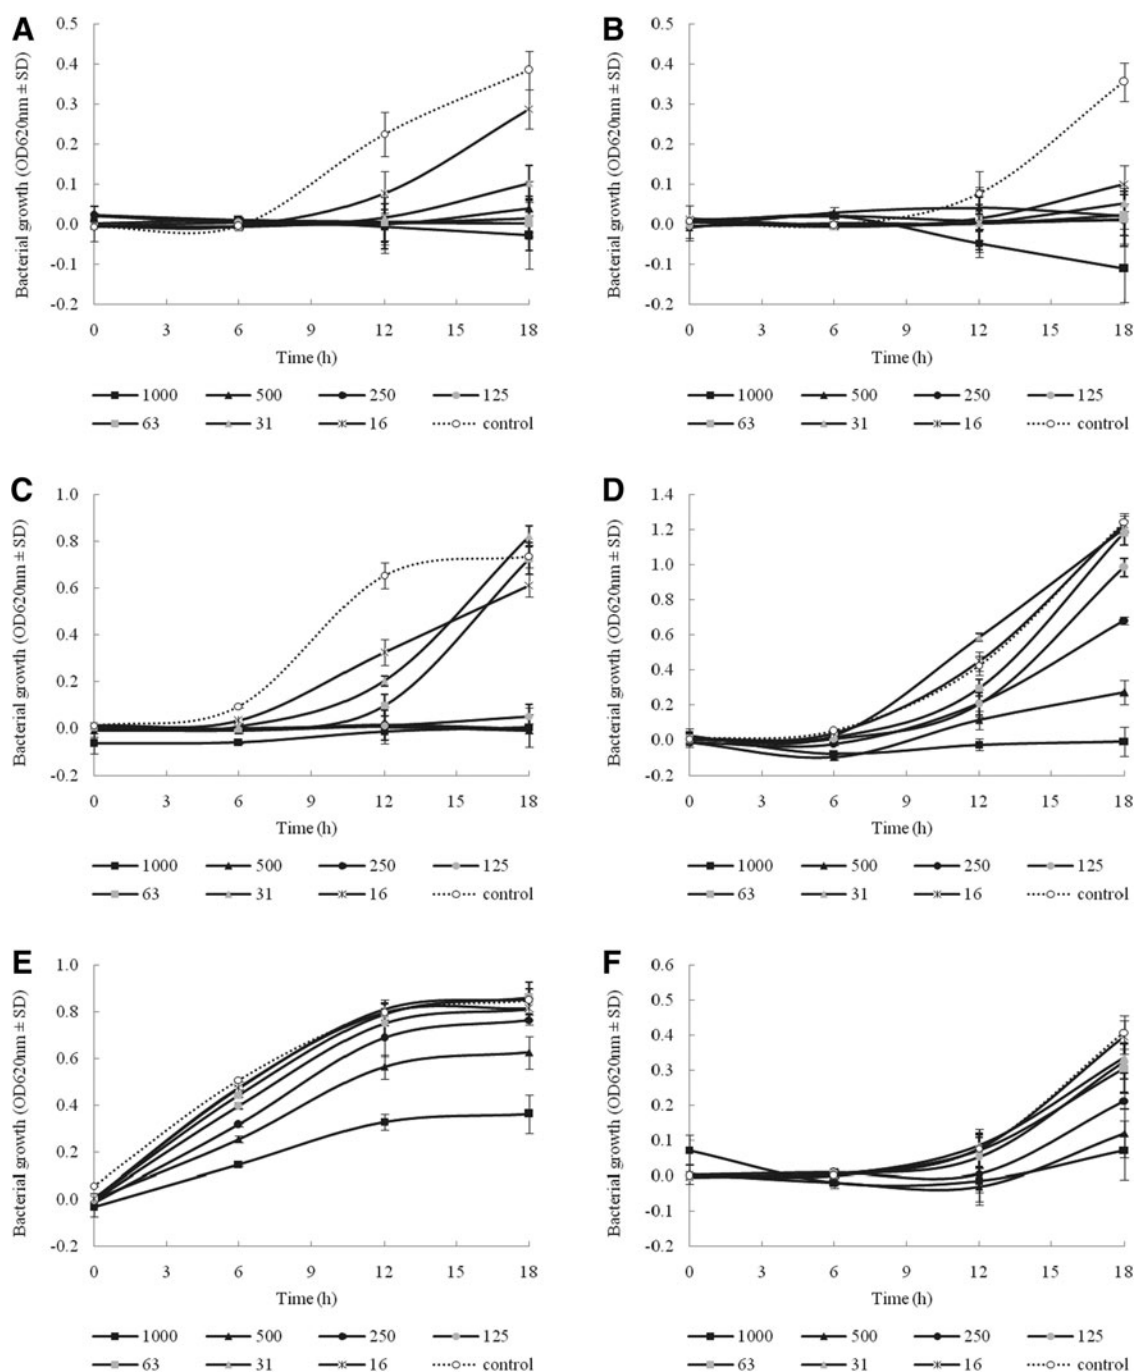 A
B
Bacterial growth (OD620nm ± SD)
0.5
0.4
0.3
0.2
0.1
0.0
-0.1
-0.2
0 3 6 9 12 15 18
Time (h)
1000 500 250 125
63 31 16 control
Bacterial growth (OD620nm ± SD)
0.5
0.4
0.3
0.2
0.1
0.0
-0.1
-0.2
0 3 6 9 12 15 18
Time (h)
1000 500 250 125
63 31 16 control
C
D
Bacterial growth (OD620nm ± SD)
1.0
0.8
0.6
0.4
0.2
0.0
-0.2
0 3 6 9 12 15 18
Time (h)
1000 500 250 125
63 31 16 control
Bacterial growth (OD620nm ± SD)
1.4
1.2
1.0
0.8
0.6
0.4
0.2
0.0
-0.2
0 3 6 9 12 15 18
Time (h)
1000 500 250 125
63 31 16 control
E
F
Bacterial growth (OD620nm ± SD)
1.0
0.8
0.6
0.4
0.2
0.0
-0.2
0 3 6 9 12 15 18
Time (h)
1000 500 250 125
63 31 16 control
Bacterial growth (OD620nm ± SD)
0.6
0.5
0.4
0.3
0.2
0.1
0.0
-0.1
-0.2
0 3 6 9 12 15 18
Time (h)
1000 500 250 125
63 31 16 control